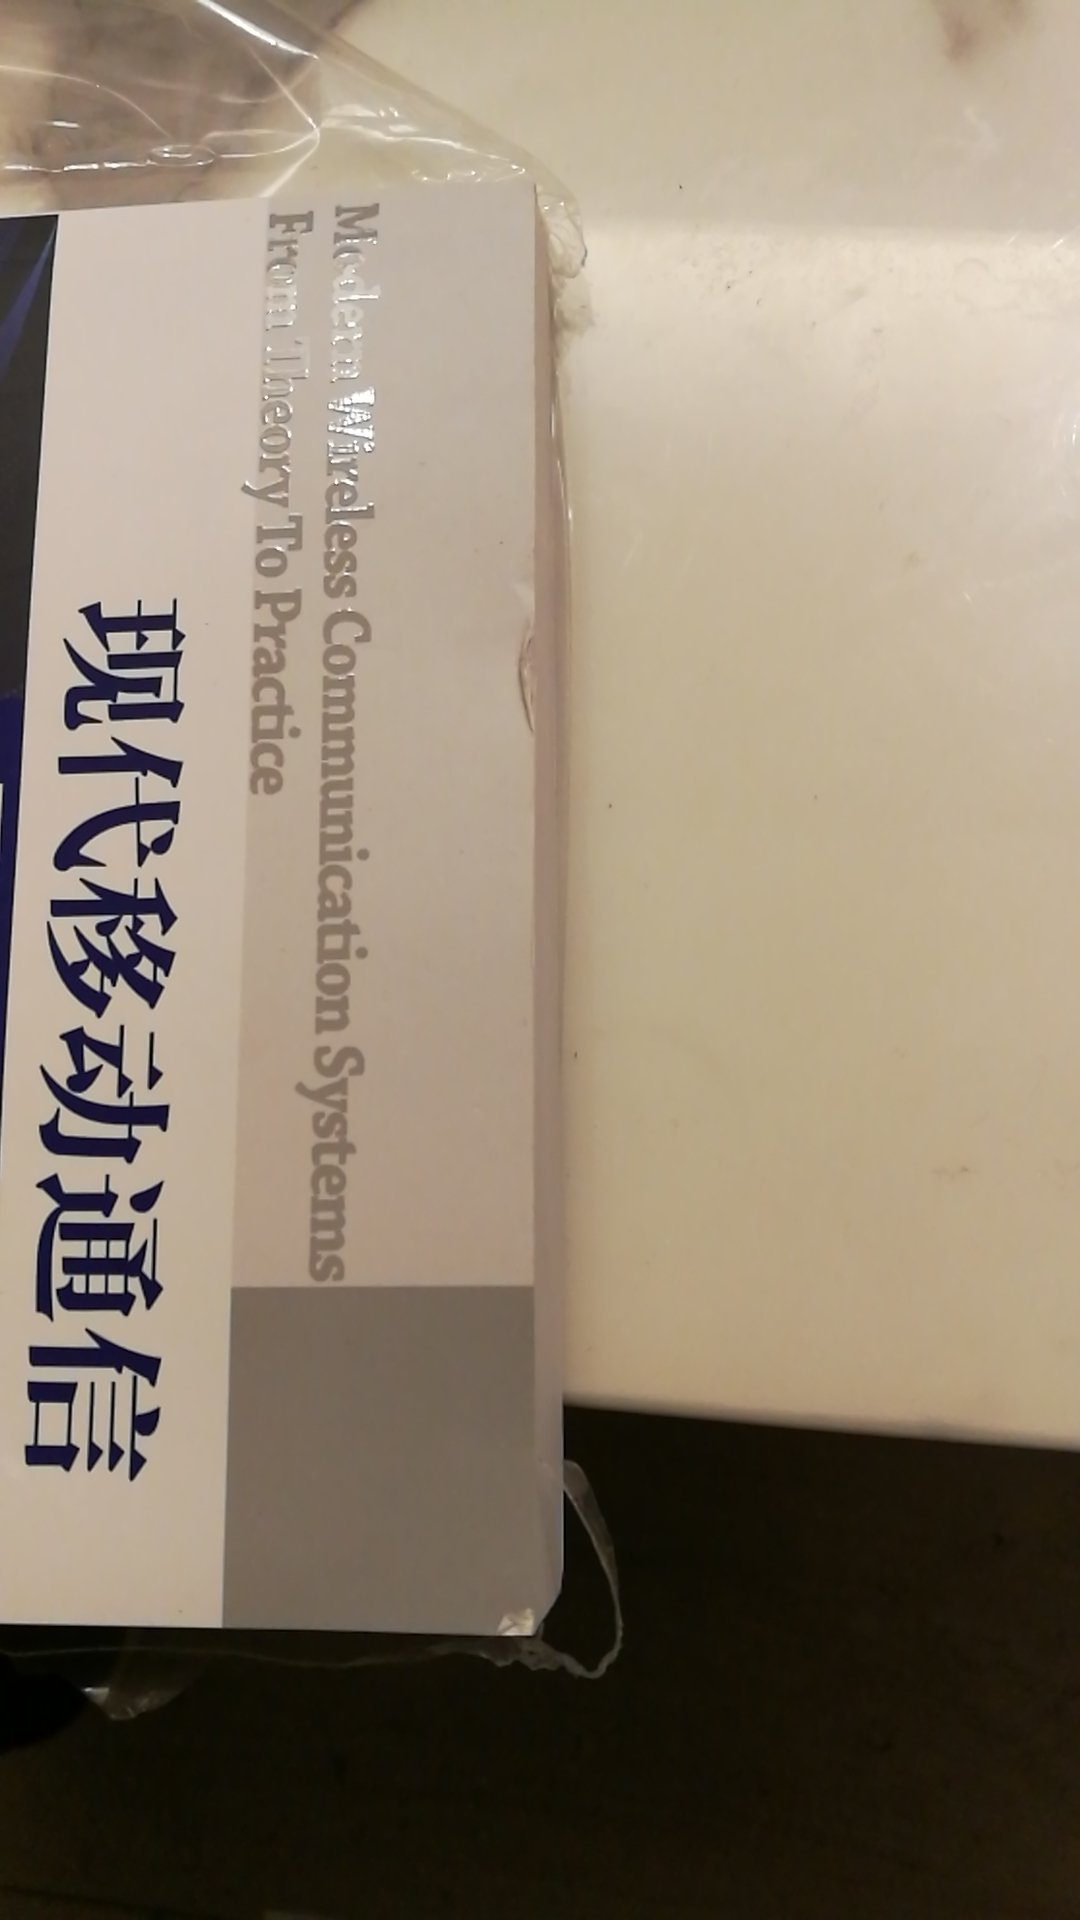 Modern Wireless Communication Systems
From Theory To Practice
现代移动通信